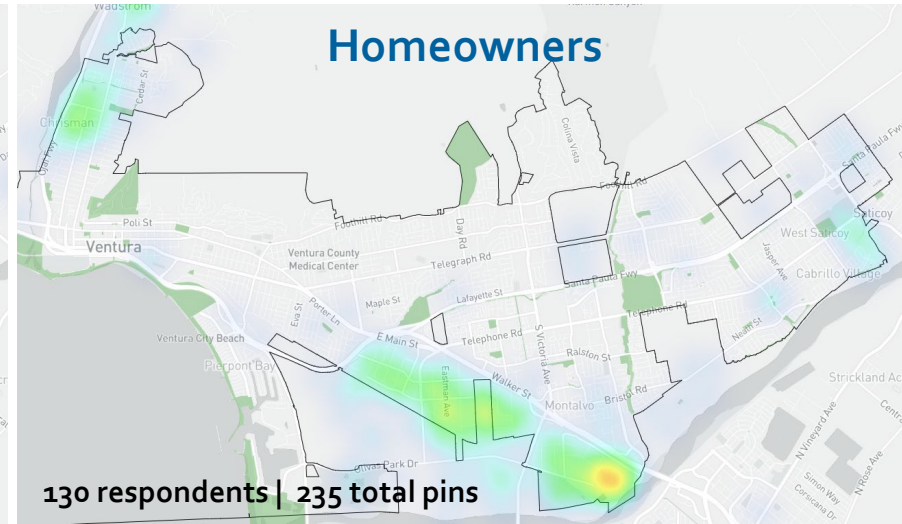 Wadstrom
Homeowners
Cedar St
Chrisman
Colina Vista
Santa Paula Fwy
Foothill Rd
Poli St
Foothill Rd
Day Rd
Saticoy
West Saticoy
Ventura
Ventura County
Medical Center
Telegraph Rd
Jasper Ave
Cabrillo Village
Santa Paula Fwy
Maple St
Lafayette St
Porter Ln
Eva St
Telephone Rd
Neath St
Ventura City Beach
E Main St
Telephone Rd
S Victoria Ave
Ralston St
Pierpont Bay
Eastman Ave
Walker St
Bristol Rd
Montalvo
Strickland Ac
N Vineyard Ave
Olivas Park Dr
N Rose Ave
Simon Way
Corsicana Dr
130 respondents | 235 total pins